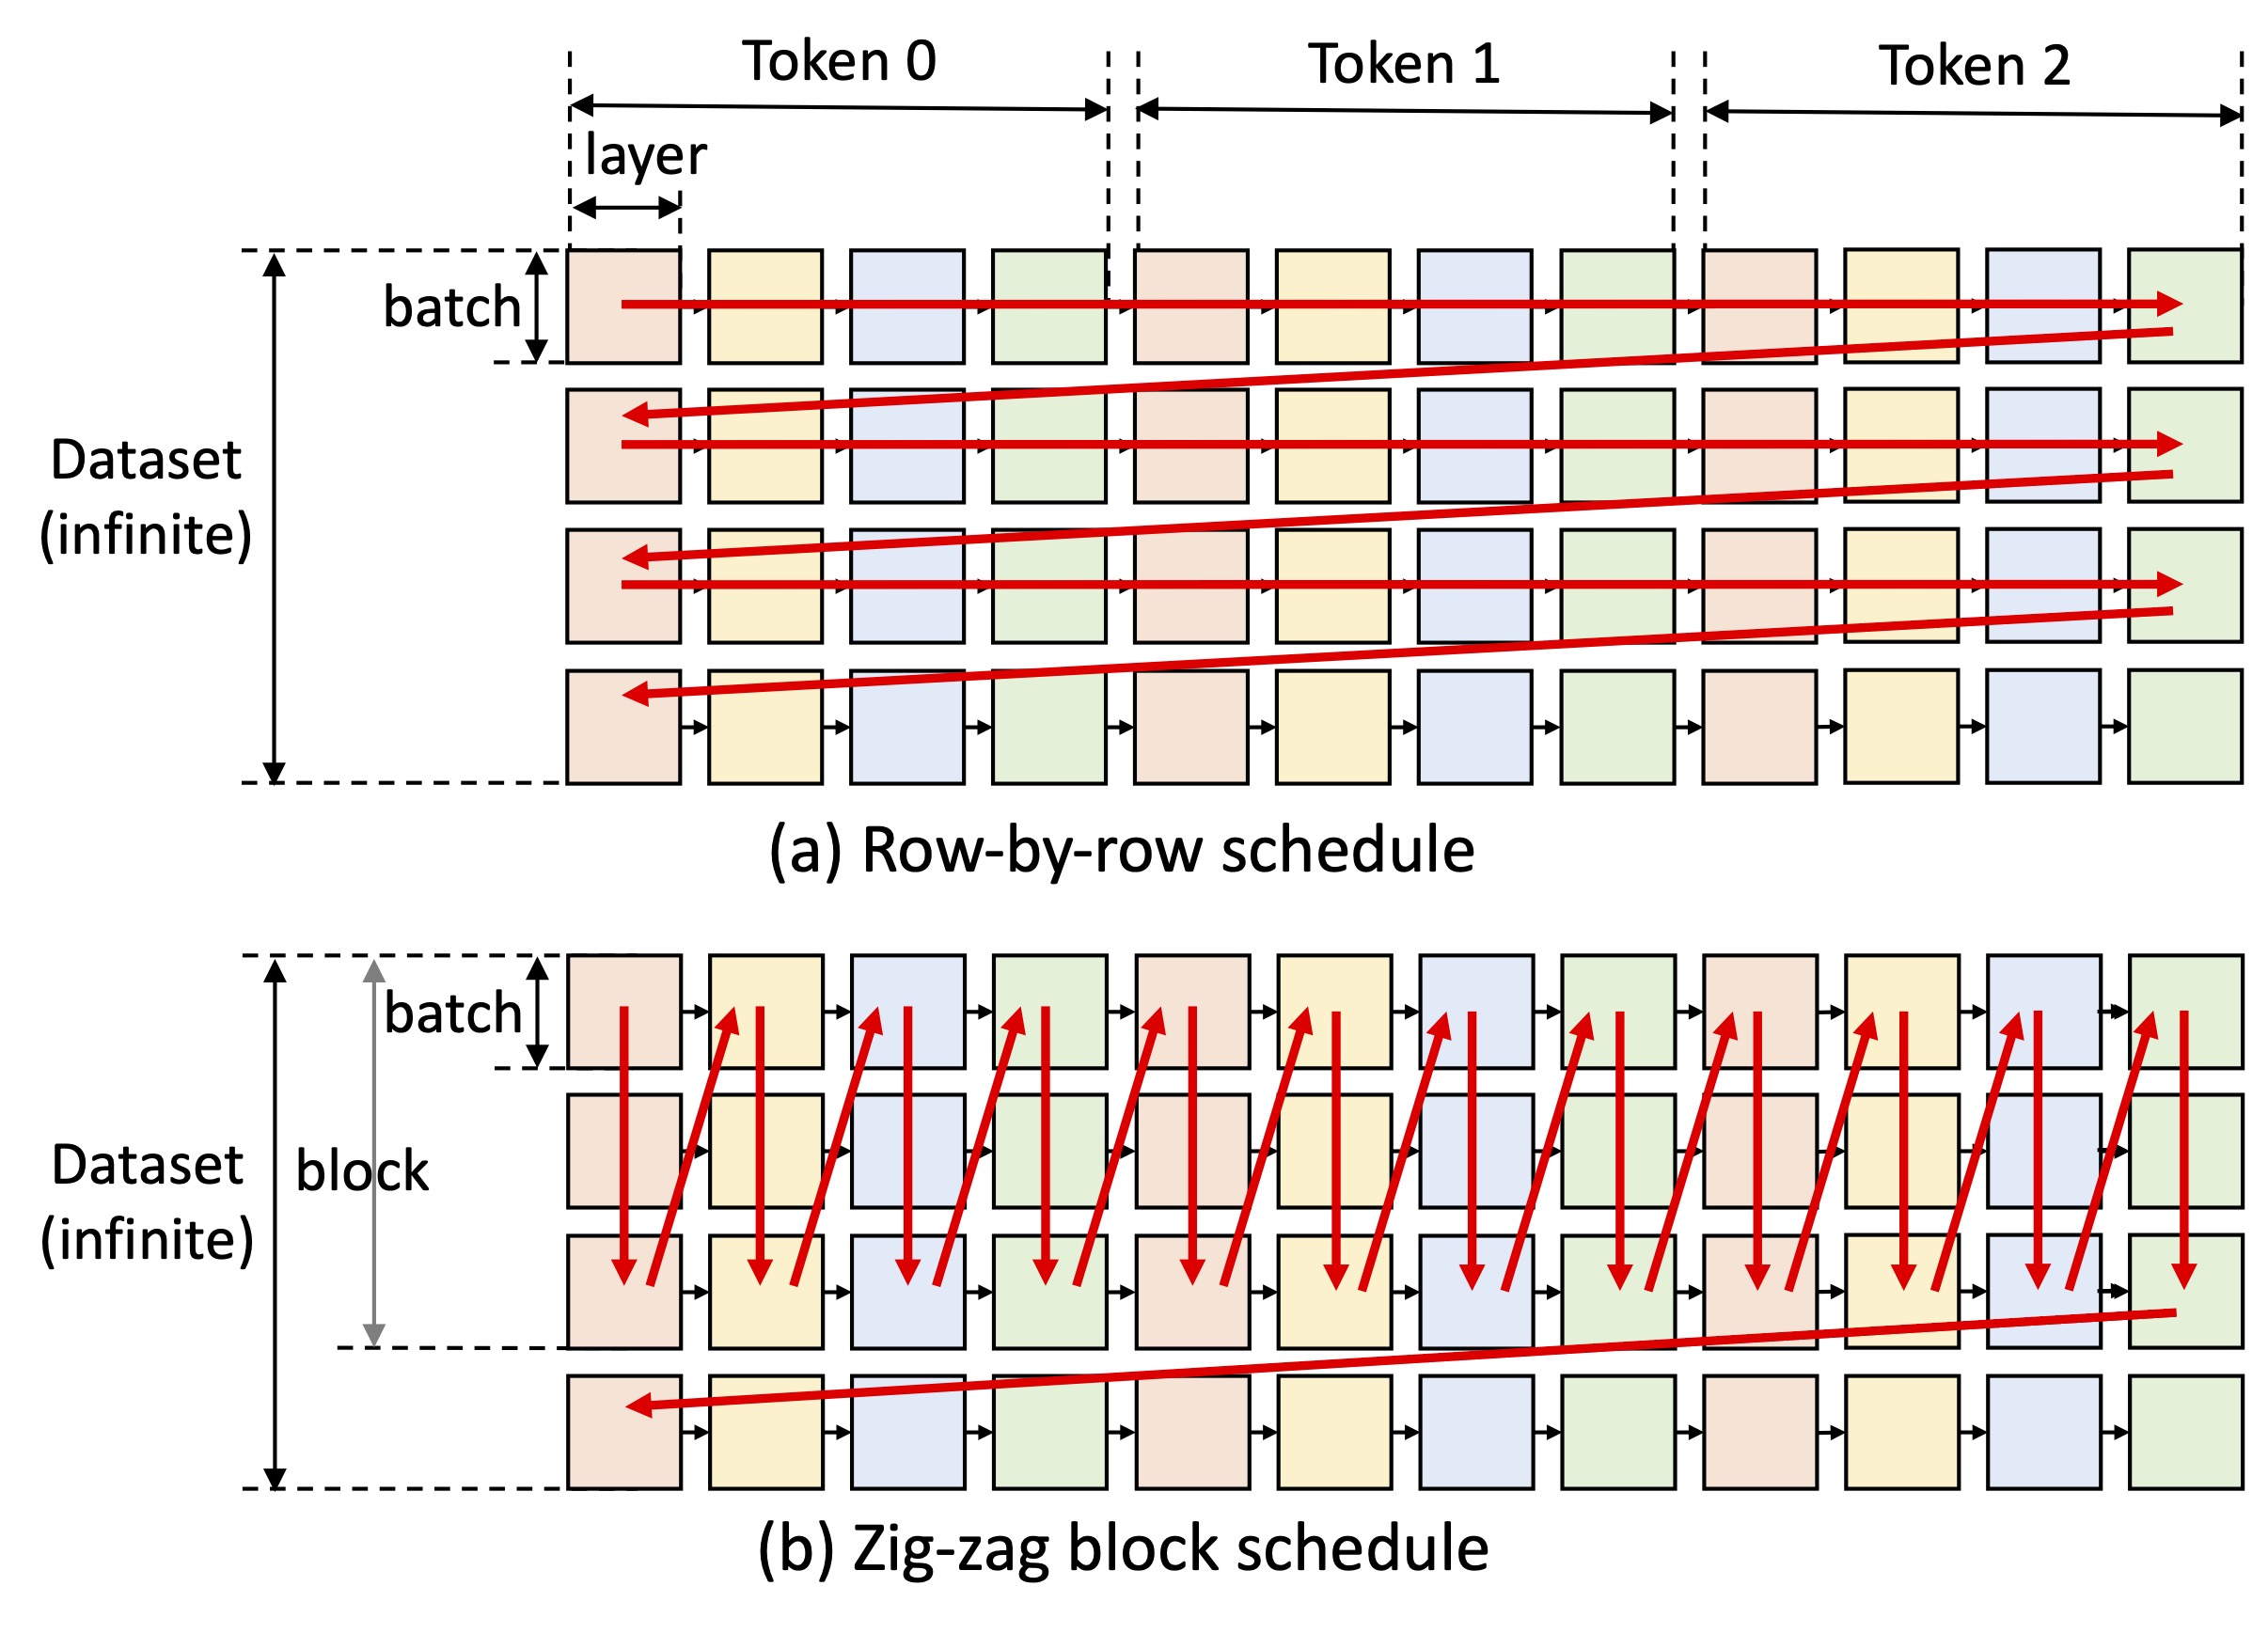 Token 0
Token 1
Token 2
layer
batch
Dataset
(infinite)
(a) Row-by-row schedule
batch
Dataset
(infinite)
block
(b) Zig-zag block schedule